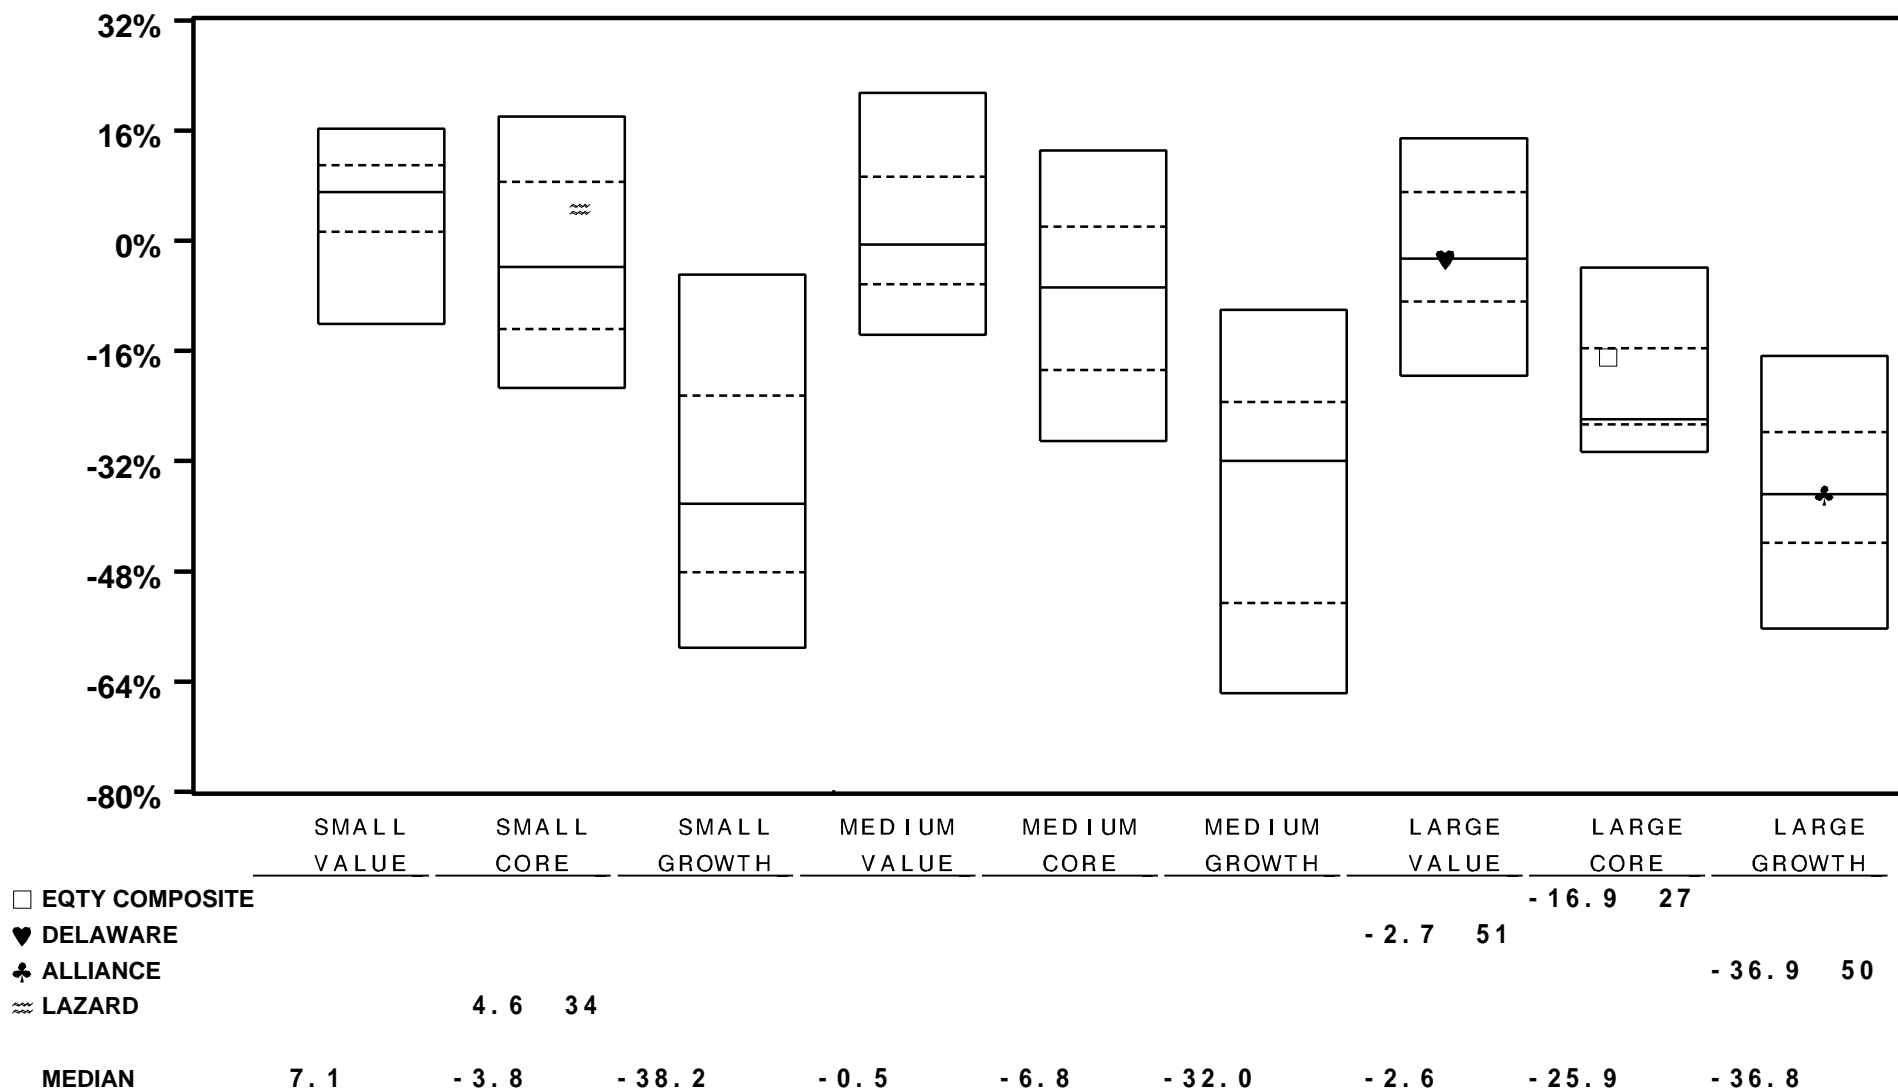 32%
16%
0%
-16%
-32%
-48%
-64%
-80%
SMALL SMALL SMALL MEDIUM MEDIUM MEDIUM LARGE LARGE LARGE
VALUE CORE GROWTH VALUE CORE GROWTH VALUE CORE GROWTH
□ EQTY COMPOSITE -16.9 27
♥ DELAWARE -2.7 51
♣ ALLIANCE -36.9 50
LAZARD 4.6 34
MEDIAN 7.1 -3.8 -38.2 -0.5 -6.8 -32.0 -2.6 -25.9 -36.8